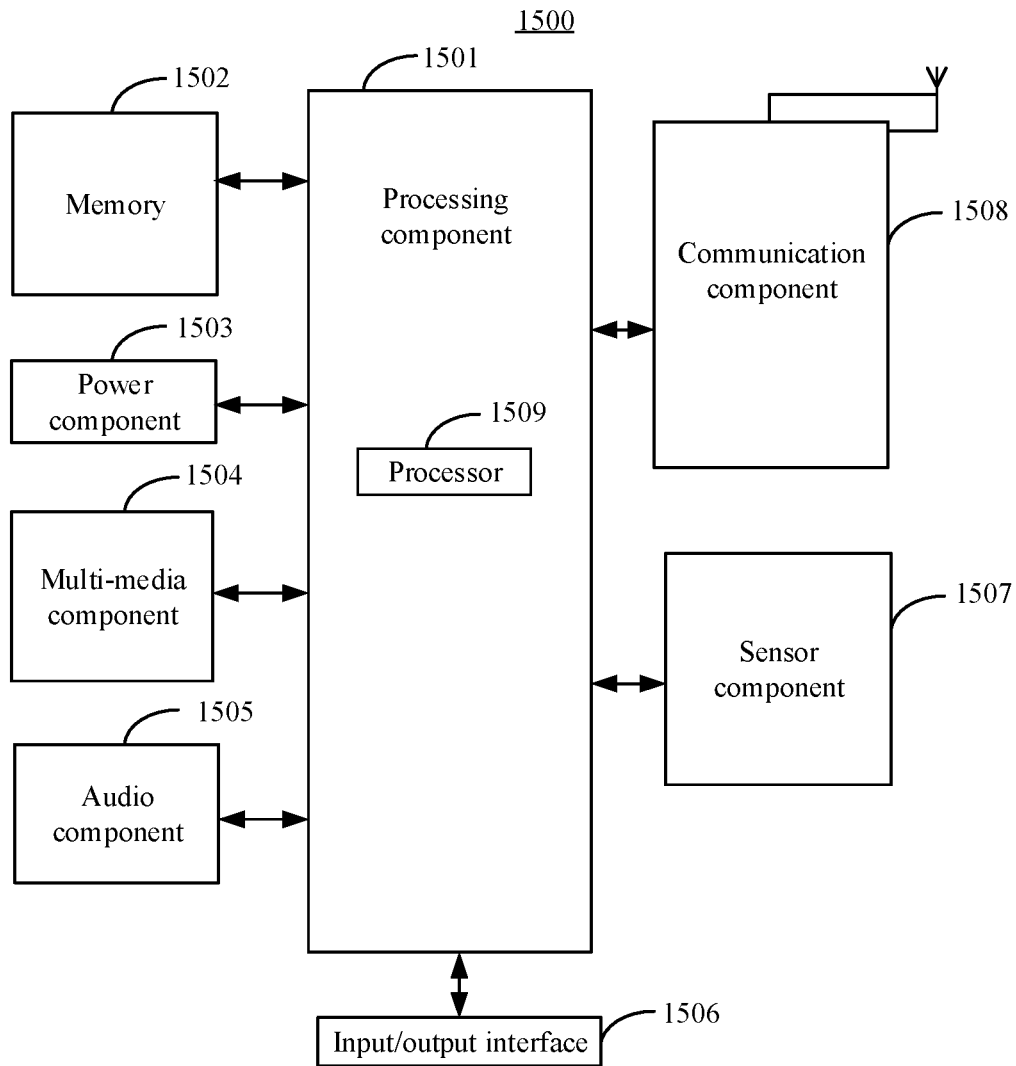 1500
1501
1502
Memory
Processing
component
1508
Communication
component
1503
Power
component
1509
Processor
1504
Multi-media
component
1507
Sensor
component
1505
Audio
component
1506
Input/output interface